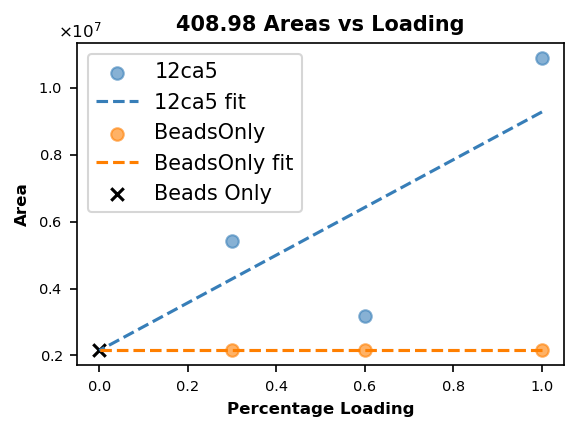 408.98 Areas vs Loading
×10⁷
12ca5
12ca5 fit
BeadsOnly
BeadsOnly fit
Beads Only
1.0
0.8
0.6
0.4
0.2
Area
0.0 0.2 0.4 0.6 0.8 1.0
Percentage Loading